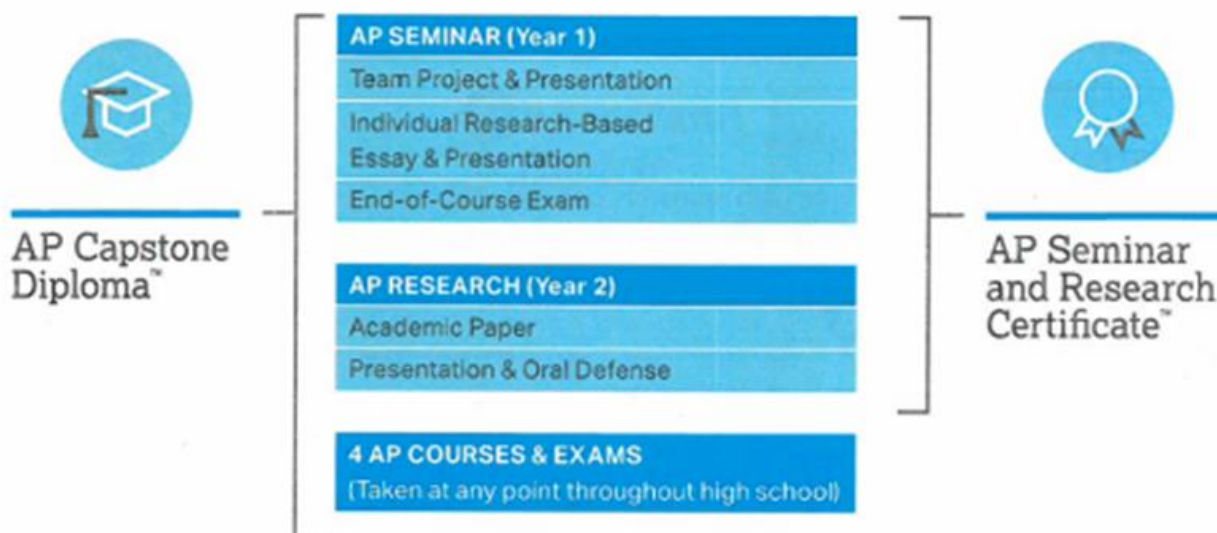 AP Capstone
Diploma™
AP SEMINAR (Year 1)
Team Project & Presentation
Individual Research-Based
Essay & Presentation
End-of-Course Exam
AP RESEARCH (Year 2)
Academic Paper
Presentation & Oral Defense
4 AP COURSES & EXAMS
(Taken at any point throughout high school)
AP Seminar
and Research
Certificate™